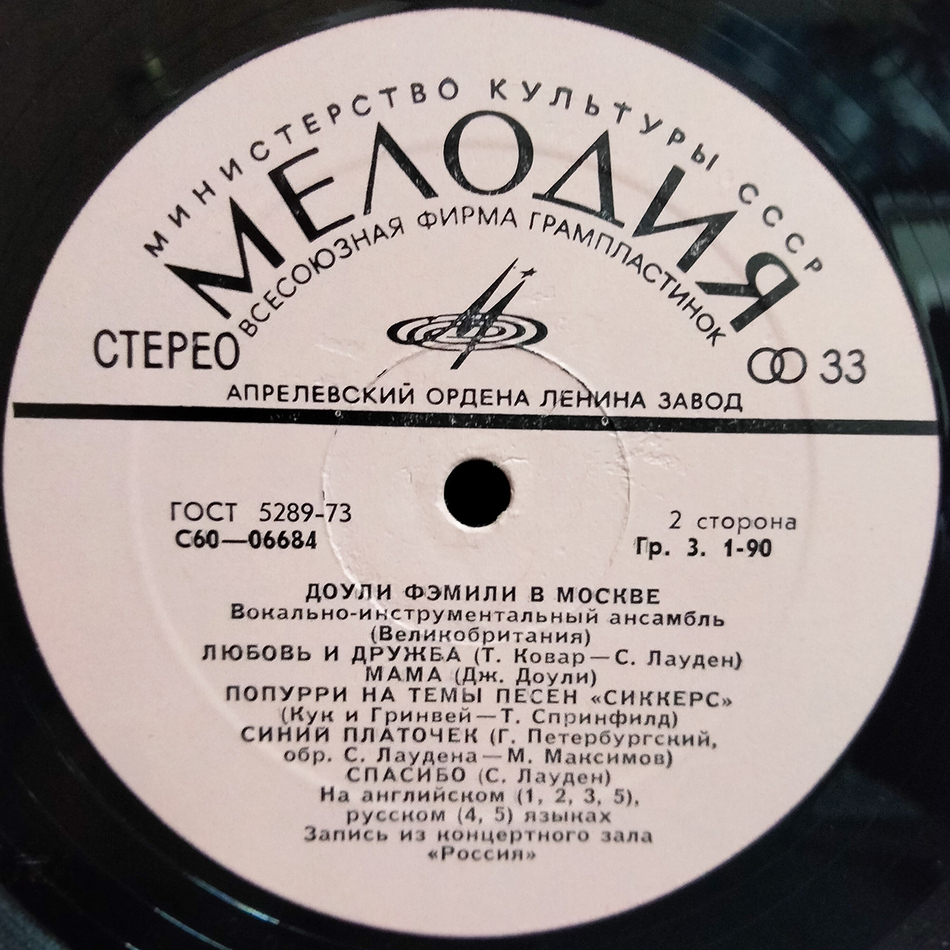 МИНИСТЕРСТВО КУЛЬТУРЫ СССР
МЕЛОДИЯ
ВСЕСОЮЗНАЯ ФИРМА ГРАМПЛАСТИНОК
СТЕРЕО
33
АПРЕЛЕВСКИЙ ОРДЕНА ЛЕНИНА ЗАВОД
ГОСТ 5289-73
2 сторона
С60—06684
Гр. 3. 1-90
ДОУЛИ ФЭМИЛИ В МОСКВЕ
Вокально-инструментальный ансамбль
(Великобритания)
ЛЮБОВЬ И ДРУЖБА (Т. Ковар—С. Лауден)
МАМА (Дж. Доули)
ПОПУРРИ НА ТЕМЫ ПЕСЕН «СИККЕРС»
(Кук и Гринвей—Т. Спринфилд)
СИНИЙ ПЛАТОЧЕК (Г. Петербургский,
обр. С. Лаудена—М. Максимов)
СПАСИБО (С. Лауден)
На английском (1, 2, 3, 5),
русском (4, 5) языках
Запись из концертного зала
«Россия»